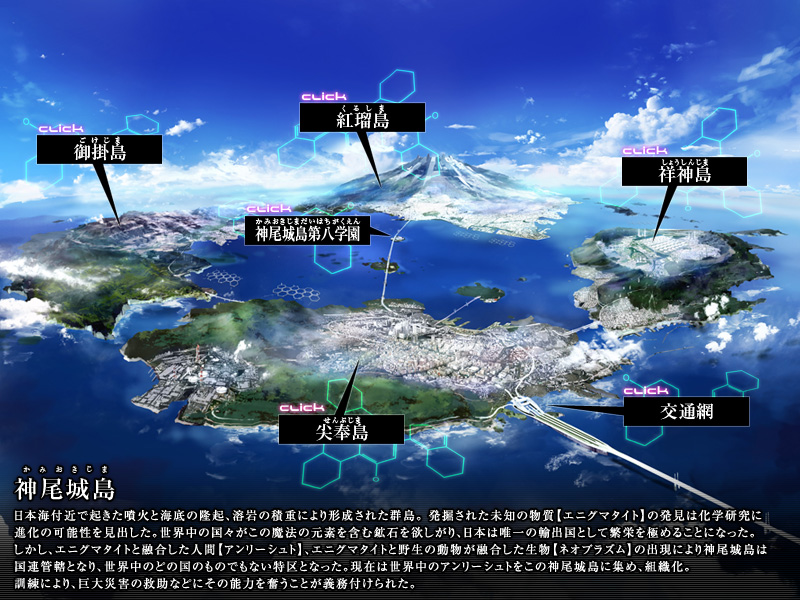 CLICK
くるしま
紅瑠島
CLICK
ごけじま
御掛島
CLICK
しょうしんじま
祥神島
CLICK
かみおきじまだいはちがくえん
神尾城島第八学園
CLICK
交通網
CLICK
せんぶじま
尖奉島
かみおきじま
神尾城島
日本海付近で起きた噴火と海底の隆起、溶岩の積重により形成された群島。発掘された未知の物質【エニグマタイト】の発見は化学研究に
進化の可能性を見出した。世界中の国々がこの魔法の元素を含む鉱石を欲しがり、日本は唯一の輸出国として繁栄を極めることになった。
しかし、エニグマタイトと融合した人間【アンリーシュト】、エニグマタイトと野生の動物が融合した生物【ネオプラズム】の出現により神尾城島は
国連管轄となり、世界中のどの国のものでもない特区となった。現在は世界中のアンリーシュトをこの神尾城島に集め、組織化。
訓練により、巨大災害の救助などにその能力を奮うことが義務付けられた。